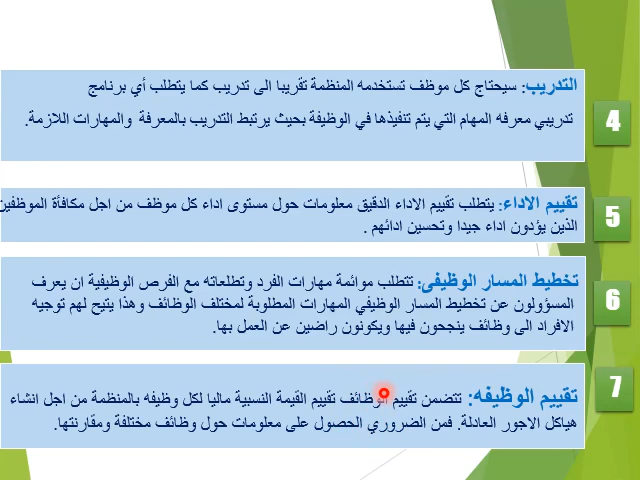 التدريب: سيحتاج كل موظف تستخدمه المنظمة تقريبا الى تدريب كما يتطلب أي برنامج
تدريبي معرفه المهام التي يتم تنفيذها في الوظيفة بحيث يرتبط التدريب بالمعرفة والمهارات اللازمة.
4
تقييم الاداء: يتطلب تقييم الاداء الدقيق معلومات حول مستوى اداء كل موظف من اجل مكافأة الموظفين
الذين يؤدون اداء جيدا وتحسين ادائهم .
5
تخطيط المسار الوظيفى: تتطلب موائمة مهارات الفرد وتطلعاته مع الفرص الوظيفية ان يعرف
المسؤولون عن تخطيط المسار الوظيفي المهارات المطلوبة لمختلف الوظائف وهذا يتيح لهم توجيه
الافراد الى وظائف ينجحون فيها ويكونون راضين عن العمل بها.
6
تقييم الوظيفه: تتضمن تقييم الوظائف تقييم القيمة النسبية ماليا لكل وظيفه بالمنظمة من اجل انشاء
هياكل الاجور العادلة. فمن الضروري الحصول على معلومات حول وظائف مختلفة ومقارنتها.
7